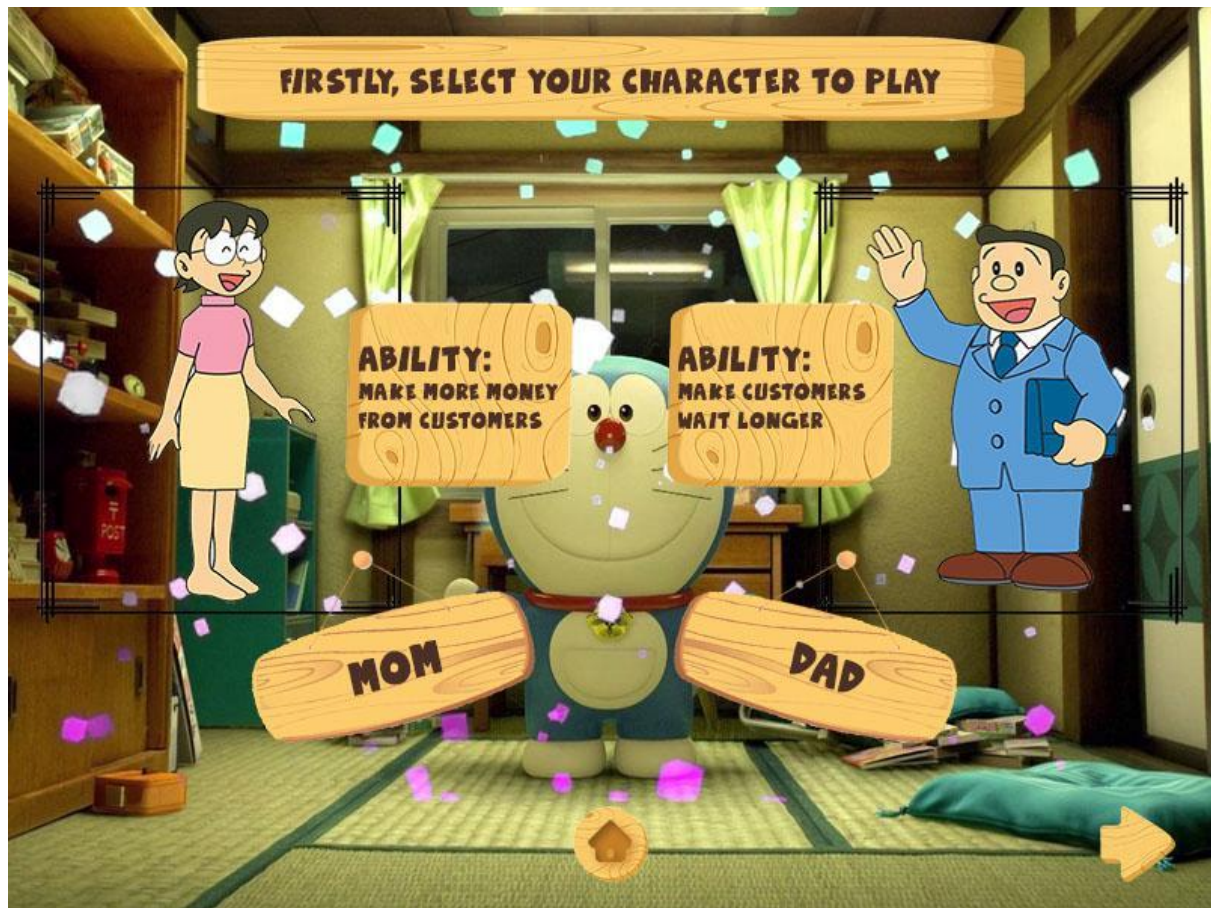 FIRSTLY, SELECT YOUR CHARACTER TO PLAY
ABILITY:
MAKE MORE MONEY
FROM CUSTOMERS
ABILITY:
MAKE CUSTOMERS
WAIT LONGER
POST
MOM
DAD